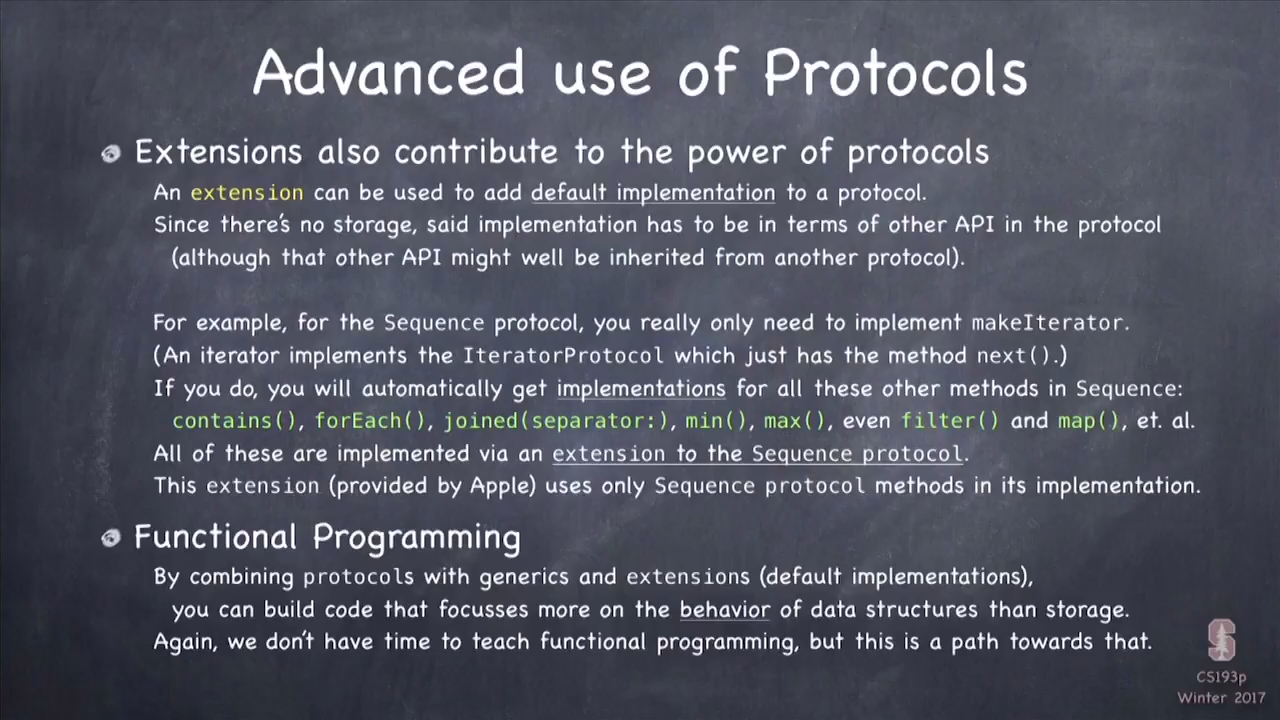 Advanced use of Protocols
Extensions also contribute to the power of protocols
An extension can be used to add default implementation to a protocol.
Since there's no storage, said implementation has to be in terms of other API in the protocol
(although that other API might well be inherited from another protocol).
For example, for the Sequence protocol, you really only need to implement makeIterator.
(An iterator implements the IteratorProtocol which just has the method next().)
If you do, you will automatically get implementations for all these other methods in Sequence:
contains(), forEach(), joined(separator:), min(), max(), even filter() and map(), et. al.
All of these are implemented via an extension to the Sequence protocol.
This extension (provided by Apple) uses only Sequence protocol methods in its implementation.
Functional Programming
By combining protocols with generics and extensions (default implementations),
you can build code that focusses more on the behavior of data structures than storage.
Again, we don't have time to teach functional programming, but this is a path towards that.
CS193p
Winter 2017